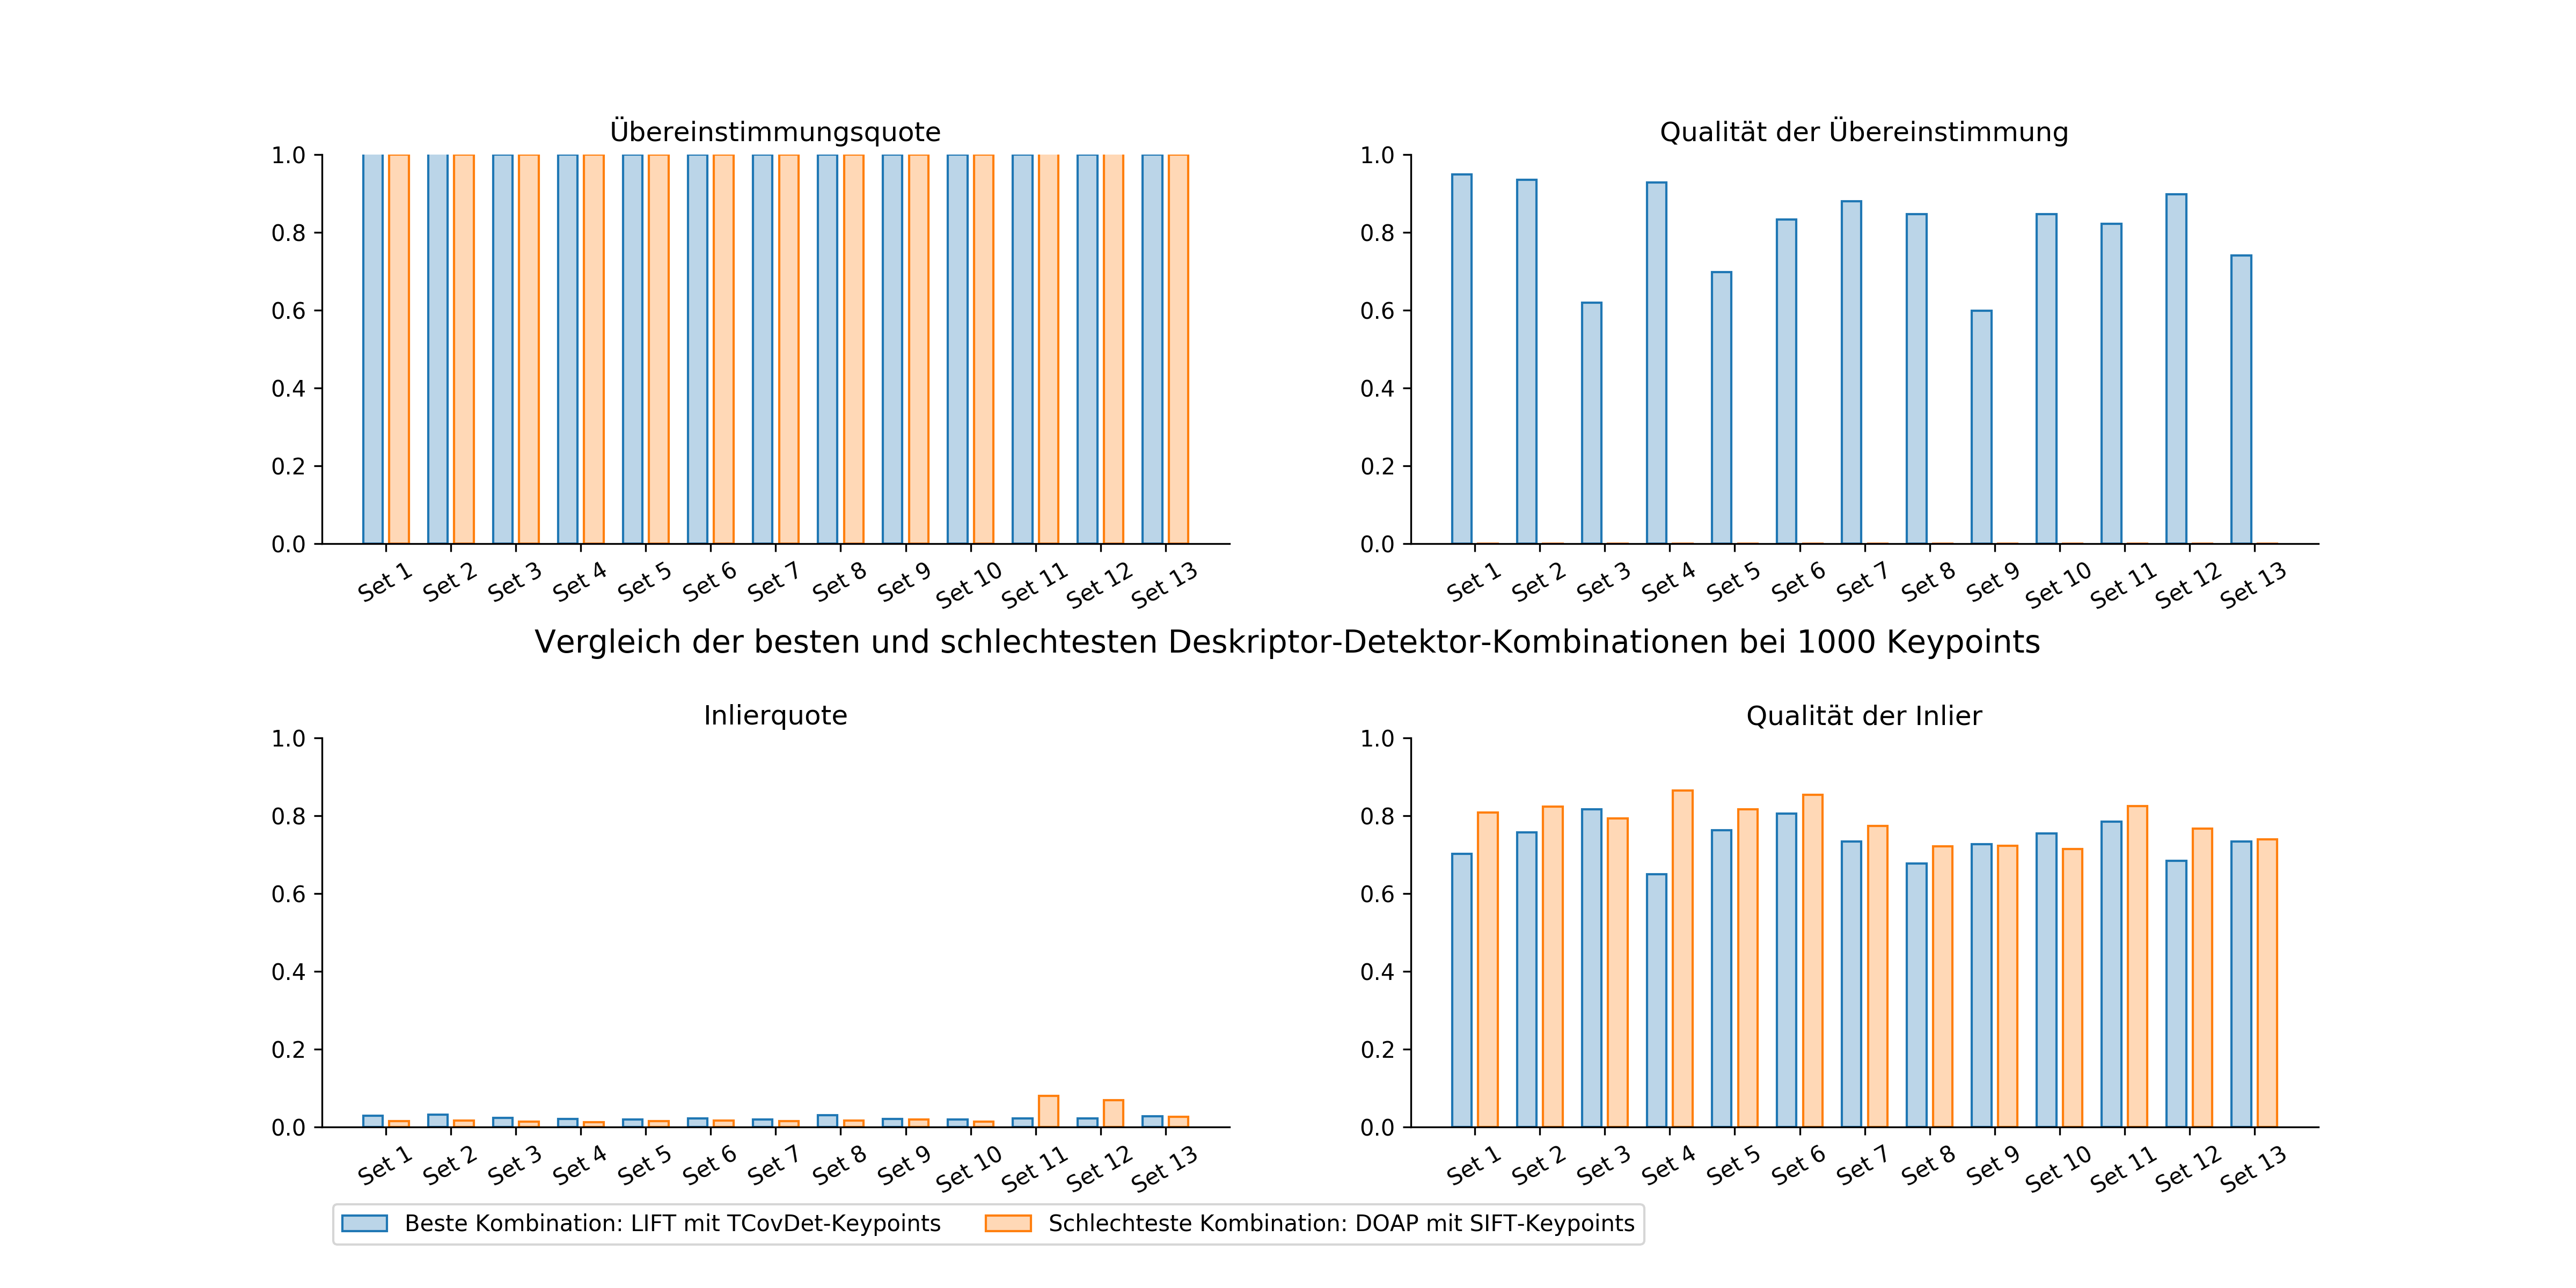 Übereinstimmungsquote
1.0
0.8
0.6
0.4
0.2
0.0
Set 1 Set 2 Set 3 Set 4 Set 5 Set 6 Set 7 Set 8 Set 9 Set 10 Set 11 Set 12 Set 13
Qualität der Übereinstimmung
1.0
0.8
0.6
0.4
0.2
0.0
Set 1 Set 2 Set 3 Set 4 Set 5 Set 6 Set 7 Set 8 Set 9 Set 10 Set 11 Set 12 Set 13
Vergleich der besten und schlechtesten Deskriptor-Detektor-Kombinationen bei 1000 Keypoints
Inlierquote
1.0
0.8
0.6
0.4
0.2
0.0
Set 1 Set 2 Set 3 Set 4 Set 5 Set 6 Set 7 Set 8 Set 9 Set 10 Set 11 Set 12 Set 13
Qualität der Inlier
1.0
0.8
0.6
0.4
0.2
0.0
Set 1 Set 2 Set 3 Set 4 Set 5 Set 6 Set 7 Set 8 Set 9 Set 10 Set 11 Set 12 Set 13
Beste Kombination: LIFT mit TCovDet-Keypoints Schlechteste Kombination: DOAP mit SIFT-Keypoints